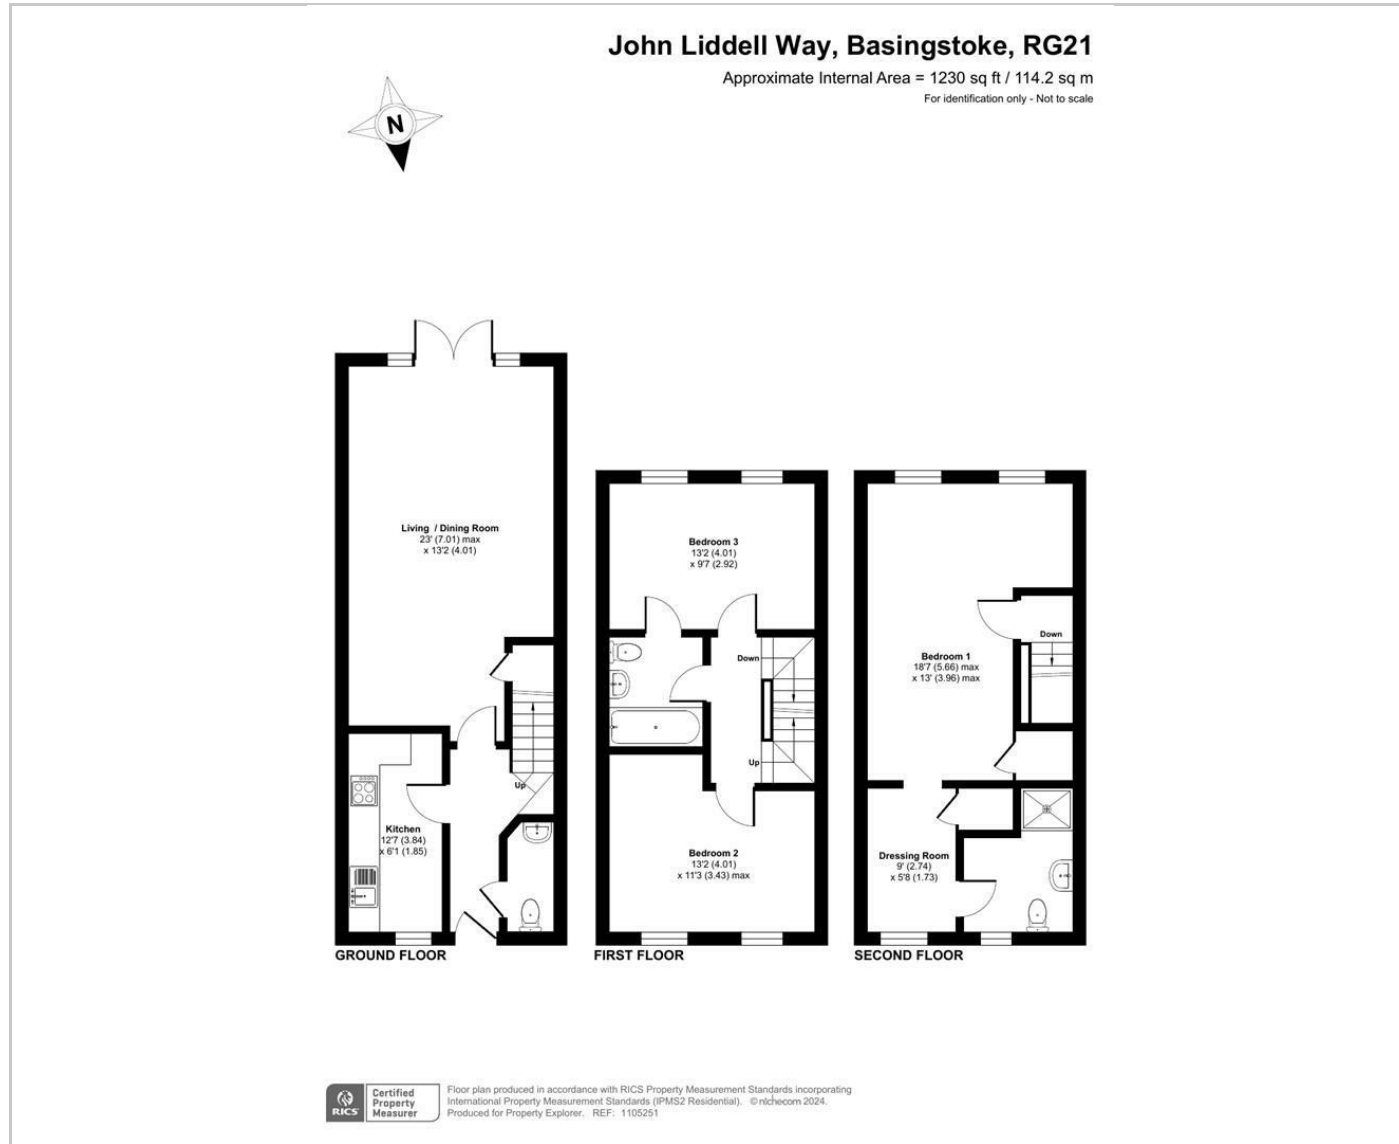 John Liddell Way, Basingstoke, RG21
Approximate Internal Area = 1230 sq ft / 114.2 sq m
For identification only - Not to scale
N
Living / Dining Room
23' (7.01) max
x 13'2 (4.01)
Up
Kitchen
12'7 (3.84)
x 6'1 (1.85)
GROUND FLOOR
Bedroom 3
13'2 (4.01)
x 9'7 (2.92)
Down
Up
Bedroom 2
13'2 (4.01)
x 11'3 (3.43) max
FIRST FLOOR
Down
Bedroom 1
18'7 (5.66) max
x 13' (3.96) max
Dressing Room
9' (2.74)
x 5'8 (1.73)
SECOND FLOOR
RICS
Certified
Property
Measurer
Floor plan produced in accordance with RICS Property Measurement Standards incorporating
International Property Measurement Standards (IPMS2 Residential). © nichecom 2024.
Produced for Property Explorer. REF: 1105251